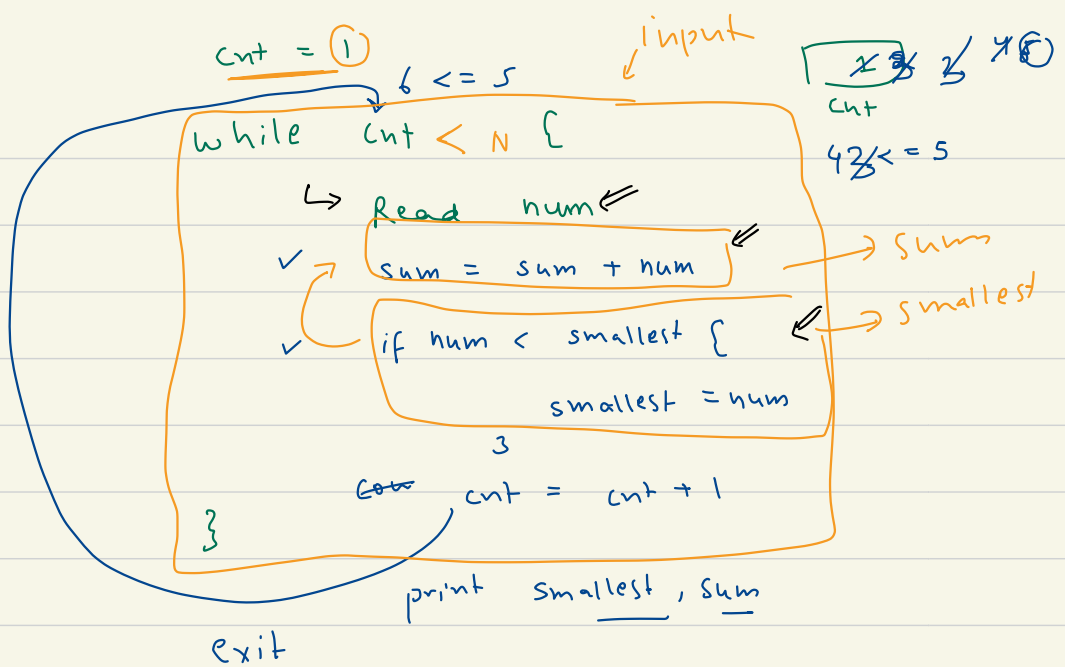 cnt = 1
input
6 <= 5
cnt
4 <= 5
while cnt < N {
Read num
sum = sum + num
sum
if num < smallest {
smallest
smallest = num
}
cnt = cnt + 1
}
print smallest, sum
exit